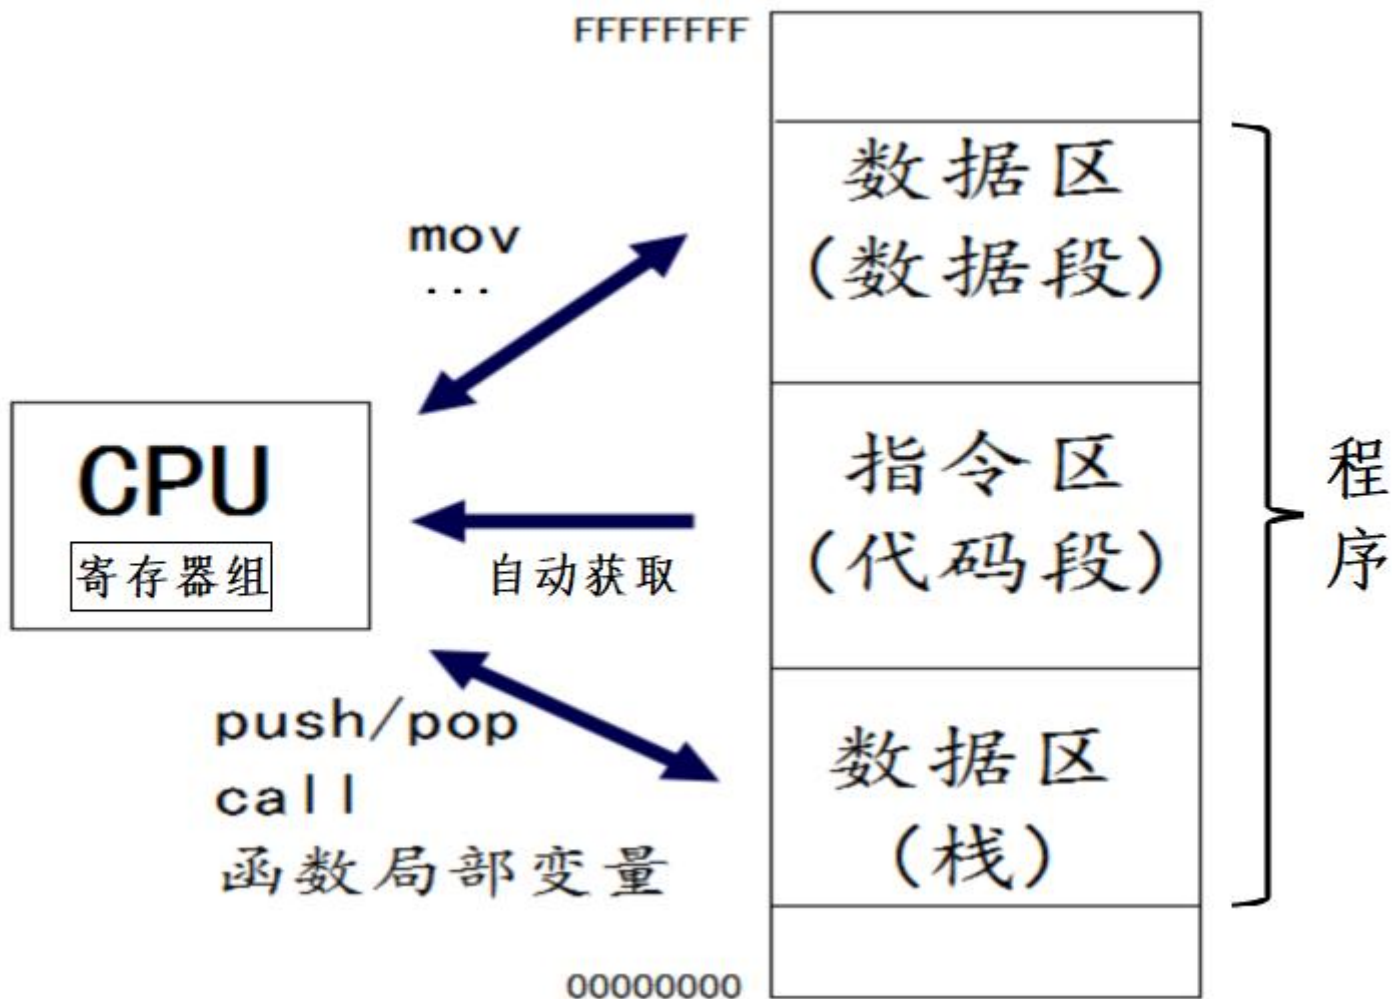 FFFFFFFF
数据区
(数据段)
mov
...
指令区
(代码段)
程
序
CPU
寄存器组
自动获取
push/pop
call
函数局部变量
数据区
(栈)
00000000